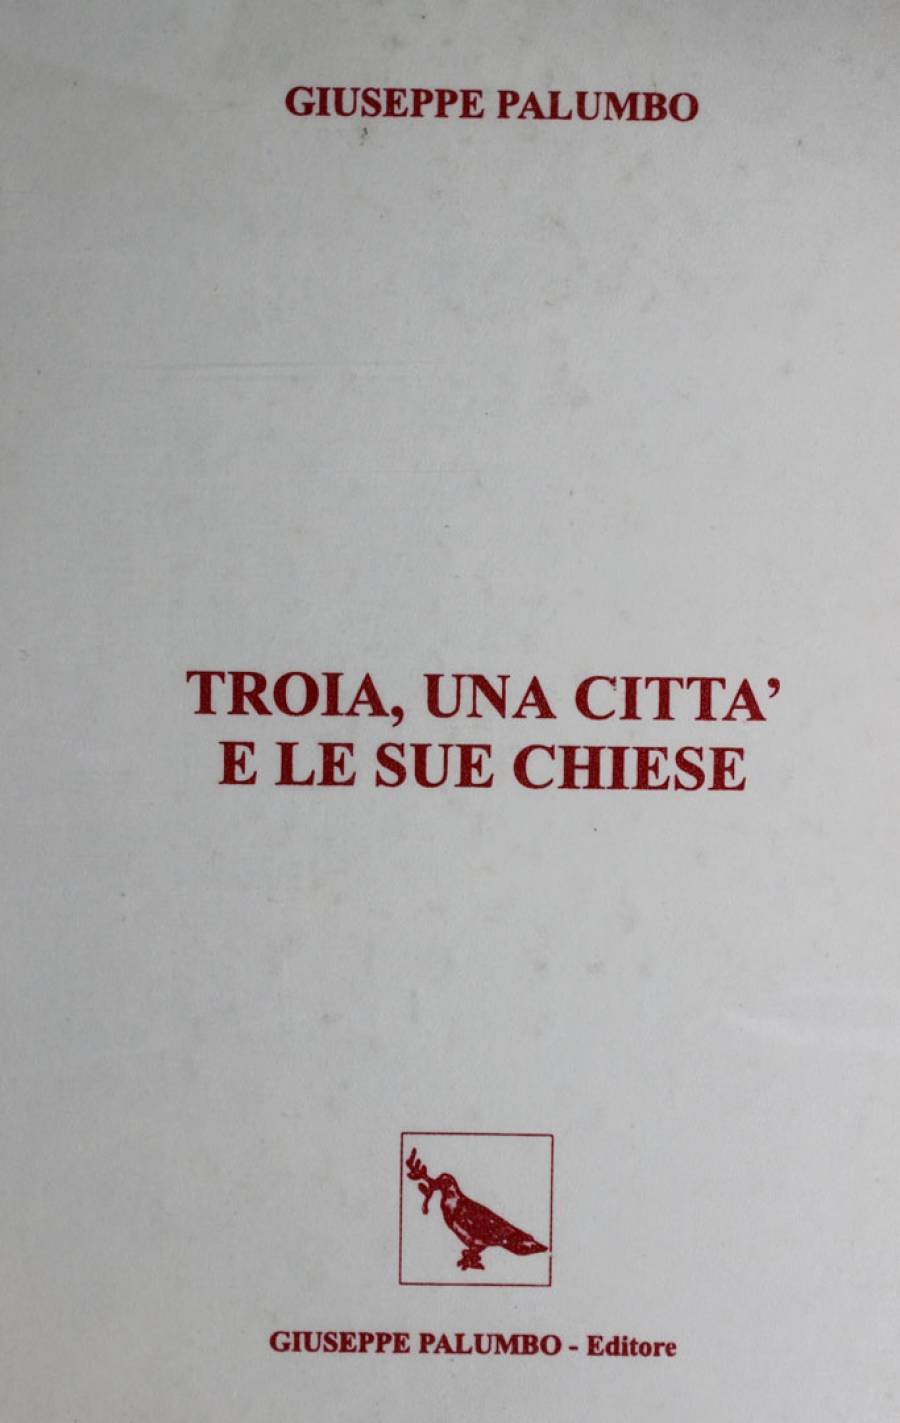 GIUSEPPE PALUMBO
TROIA, UNA CITTA’
E LE SUE CHIESE
GIUSEPPE PALUMBO - Editore